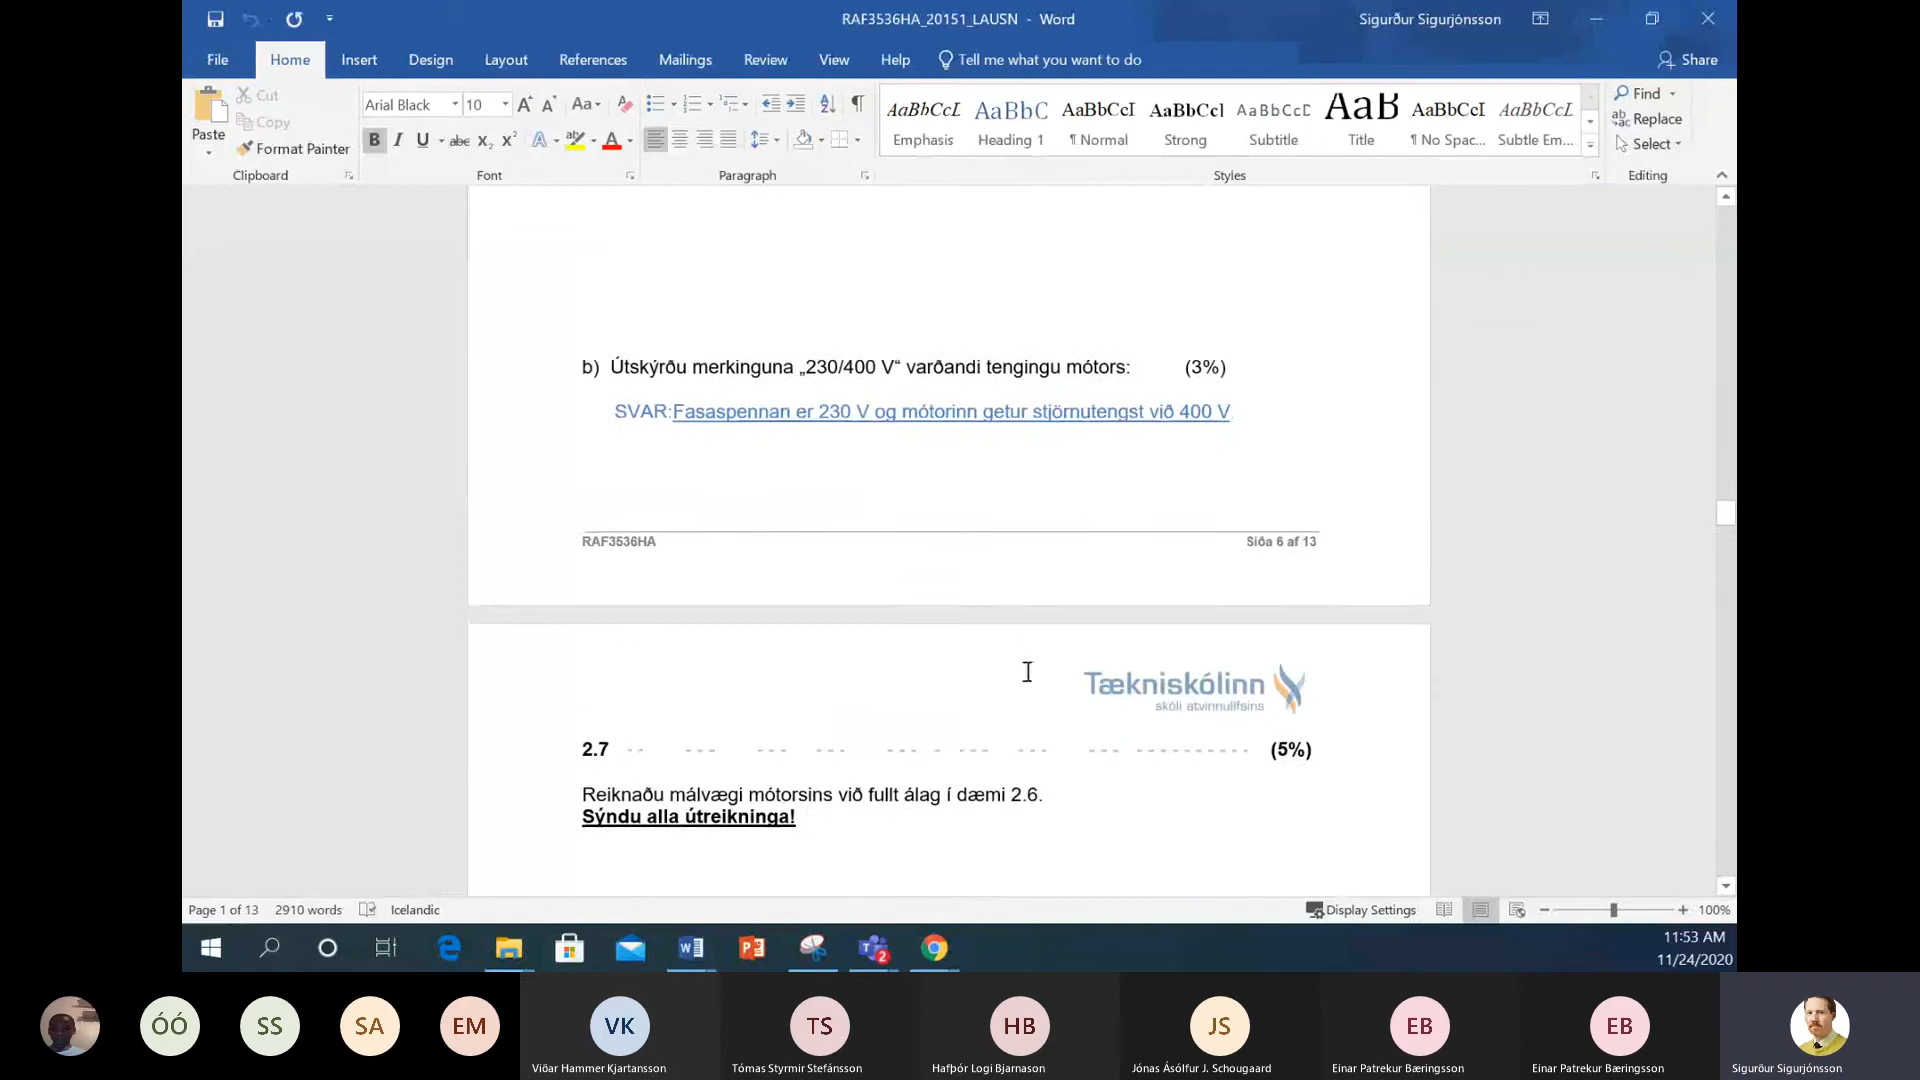 RAF3536HA_20151_LAUSN - Word
Sigurður Sigurjónsson
File Home Insert Design Layout References Mailings Review View Help Tell me what you want to do Share
Paste
Cut
Copy
Format Painter
Clipboard
Arial Black 10
Font
Paragraph
AaBbCcL AaBbC AaBbCcI AaBbCcl AaBbCcD AaB AaBbCcI AaBbCcL
Emphasis Heading 1 ¶ Normal Strong Subtitle Title ¶ No Spac... Subtle Em...
Styles
Find
Replace
Select
Editing
b) Útskýrðu merkinguna „230/400 V“ varðandi tengingu mótors: (3%)
SVAR:Fasaspennan er 230 V og mótorinn getur stjörnutengst við 400 V.
RAF3536HA Síða 6 af 13
Tækniskólinn
skóli atvinnulífsins
2.7 (5%)
Reiknaðu málvægi mótorsins við fullt álag í dæmi 2.6.
Sýndu alla útreikninga!
Page 1 of 13 2910 words Icelandic Display Settings 100%
2
11:53 AM
11/24/2020
ÓÓ SS SA EM VK TS HB JS EB EB
Viðar Hammer Kjartansson Tómas Styrmir Stefánsson Hafþór Logi Bjarnason Jónas Ásólfur J. Schougaard Einar Patrekur Bæringsson Einar Patrekur Bæringsson Sigurður Sigurjónsson